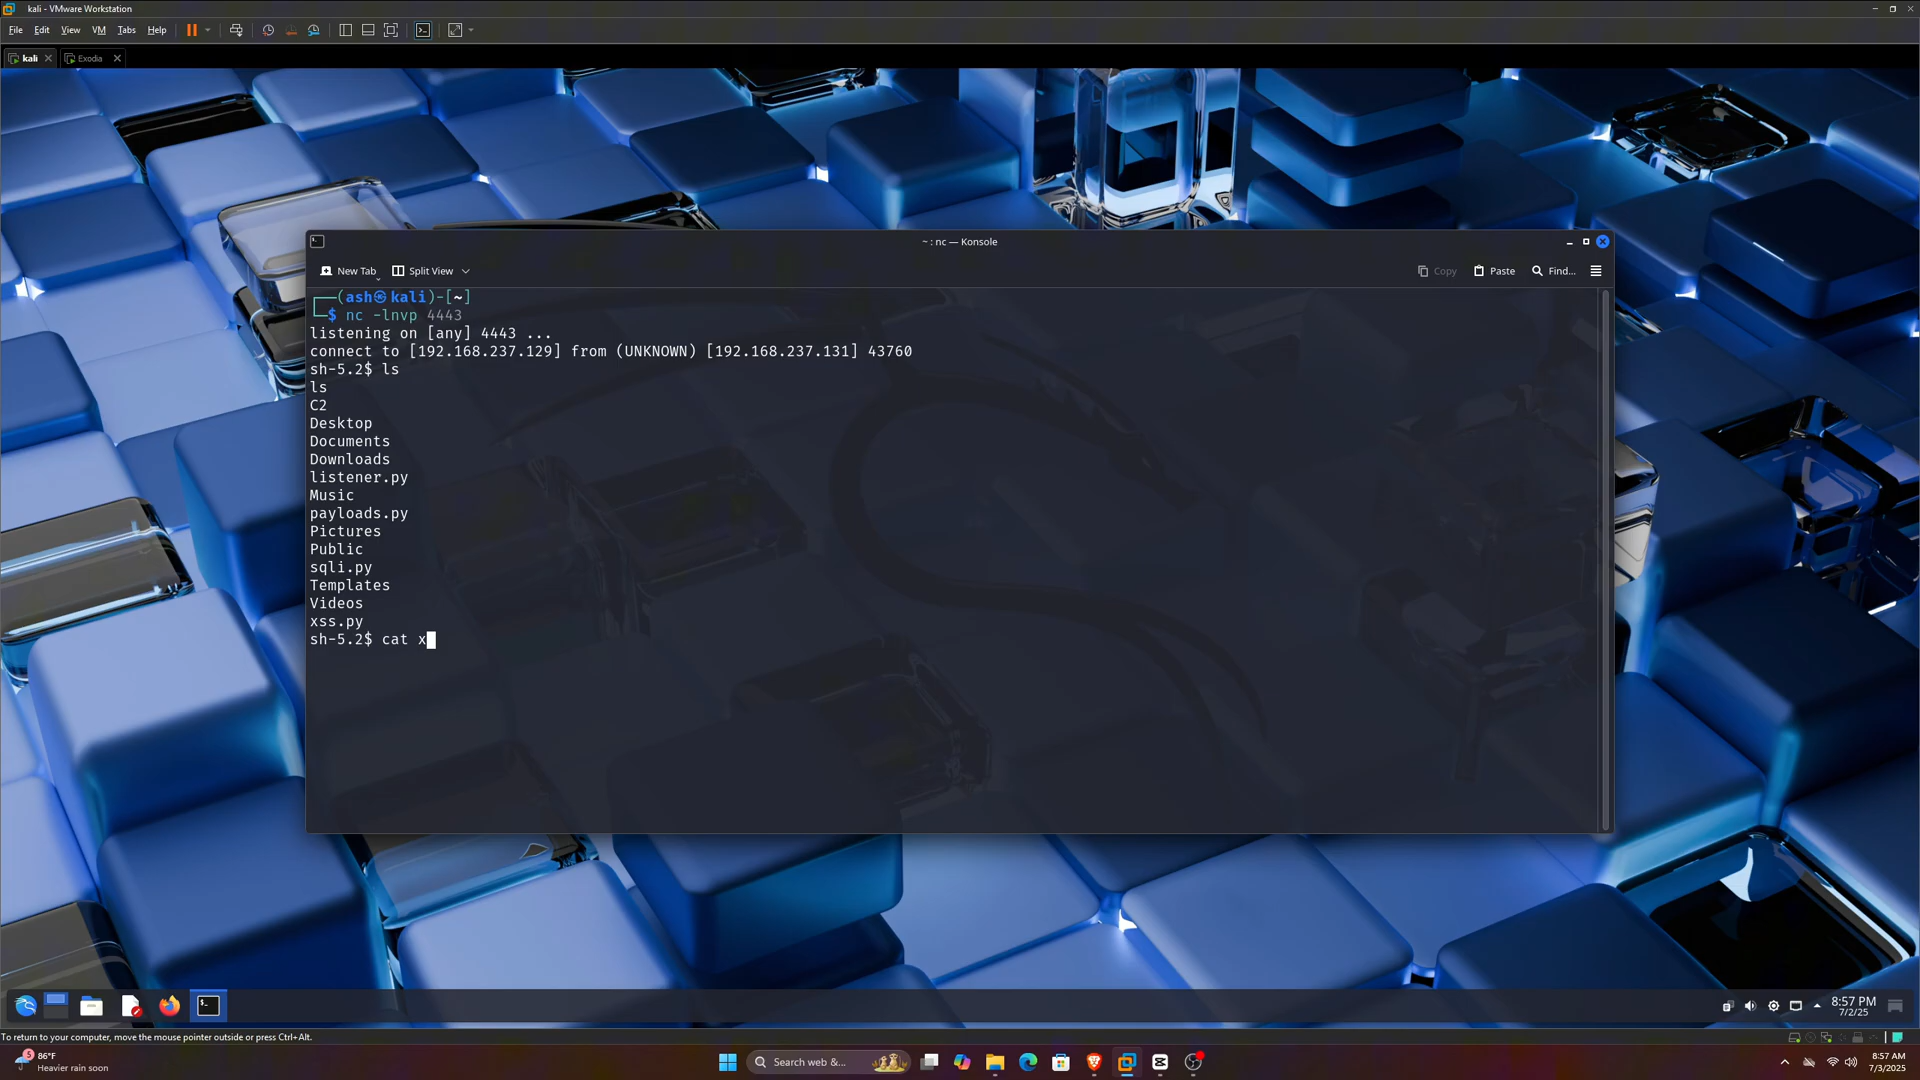 kali - VMware Workstation
File Edit View VM Tabs Help
kali Exodia
~ : nc — Konsole
New Tab Split View Copy Paste Find...
(ash㉿kali)-[~]
$ nc -lnvp 4443
listening on [any] 4443 ...
connect to [192.168.237.129] from (UNKNOWN) [192.168.237.131] 43760
sh-5.2$ ls
ls
C2
Desktop
Documents
Downloads
listener.py
Music
payloads.py
Pictures
Public
sqli.py
Templates
Videos
xss.py
sh-5.2$ cat x
8:57 PM
7/2/25
To return to your computer, move the mouse pointer outside or press Ctrl+Alt.
5
86°F
Heavier rain soon
Search web &...
8:57 AM
7/3/2025